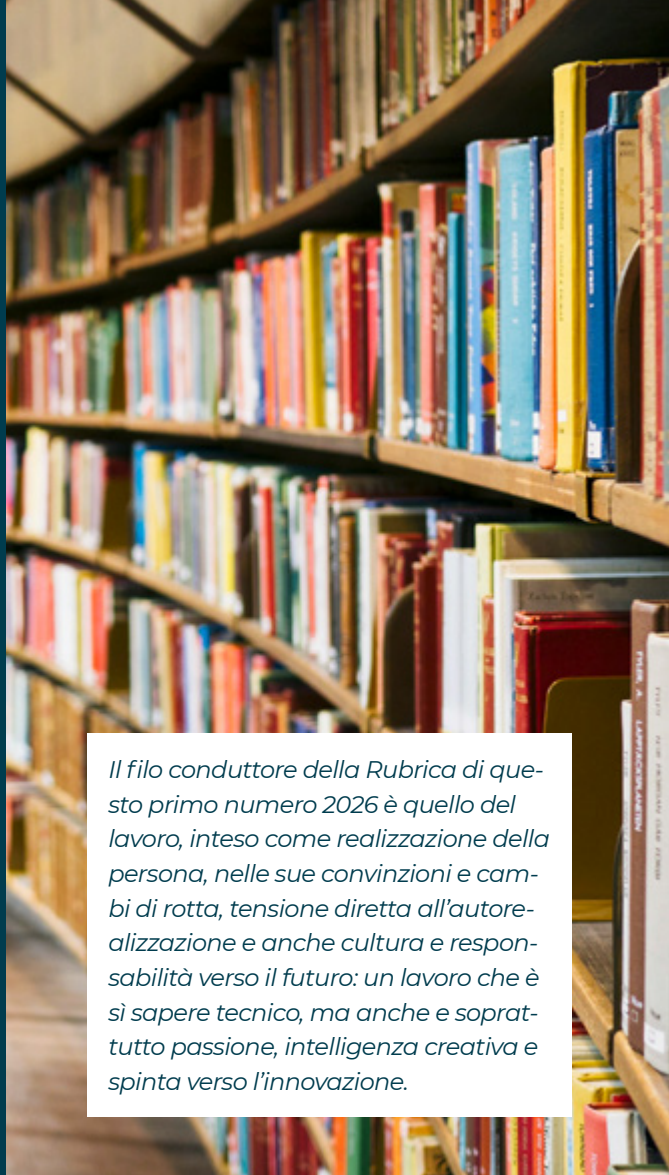 TYLER, A. LAPPTÄCKSPLANETEN
Il filo conduttore della Rubrica di que-
sto primo numero 2026 è quello del
lavoro, inteso come realizzazione della
persona, nelle sue convinzioni e cam-
bi di rotta, tensione diretta all’autore-
alizzazione e anche cultura e respon-
sabilità verso il futuro: un lavoro che è
sì sapere tecnico, ma anche e soprat-
tutto passione, intelligenza creativa e
spinta verso l’innovazione.